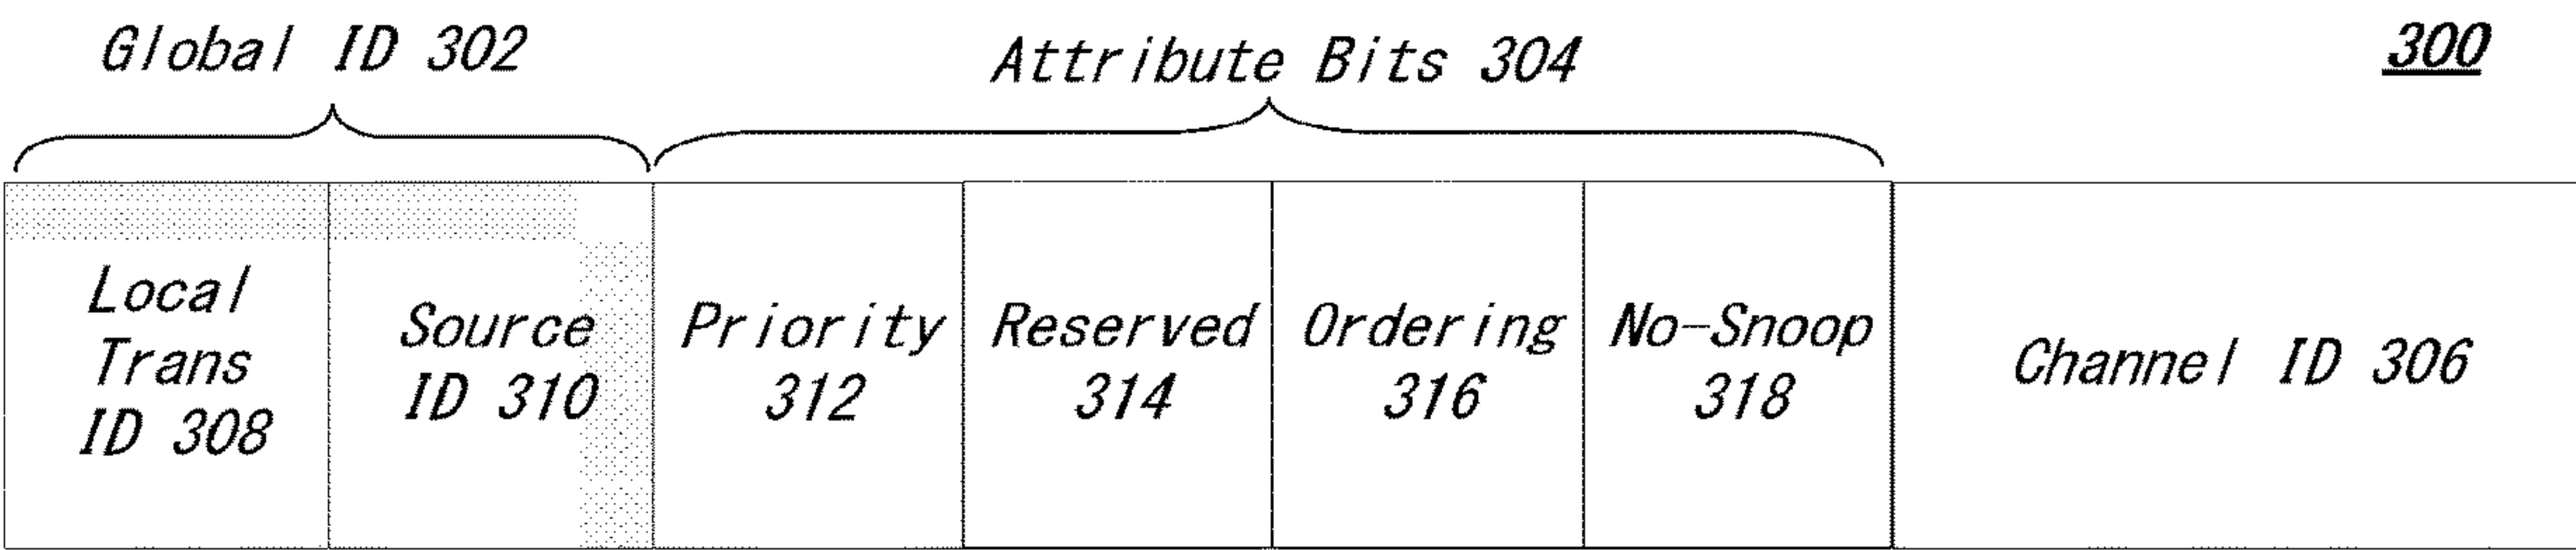 Global ID 302
Attribute Bits 304
300
Local
Trans
ID 308
Source
ID 310
Priority
312
Reserved
314
Ordering
316
No-Snoop
318
Channel ID 306